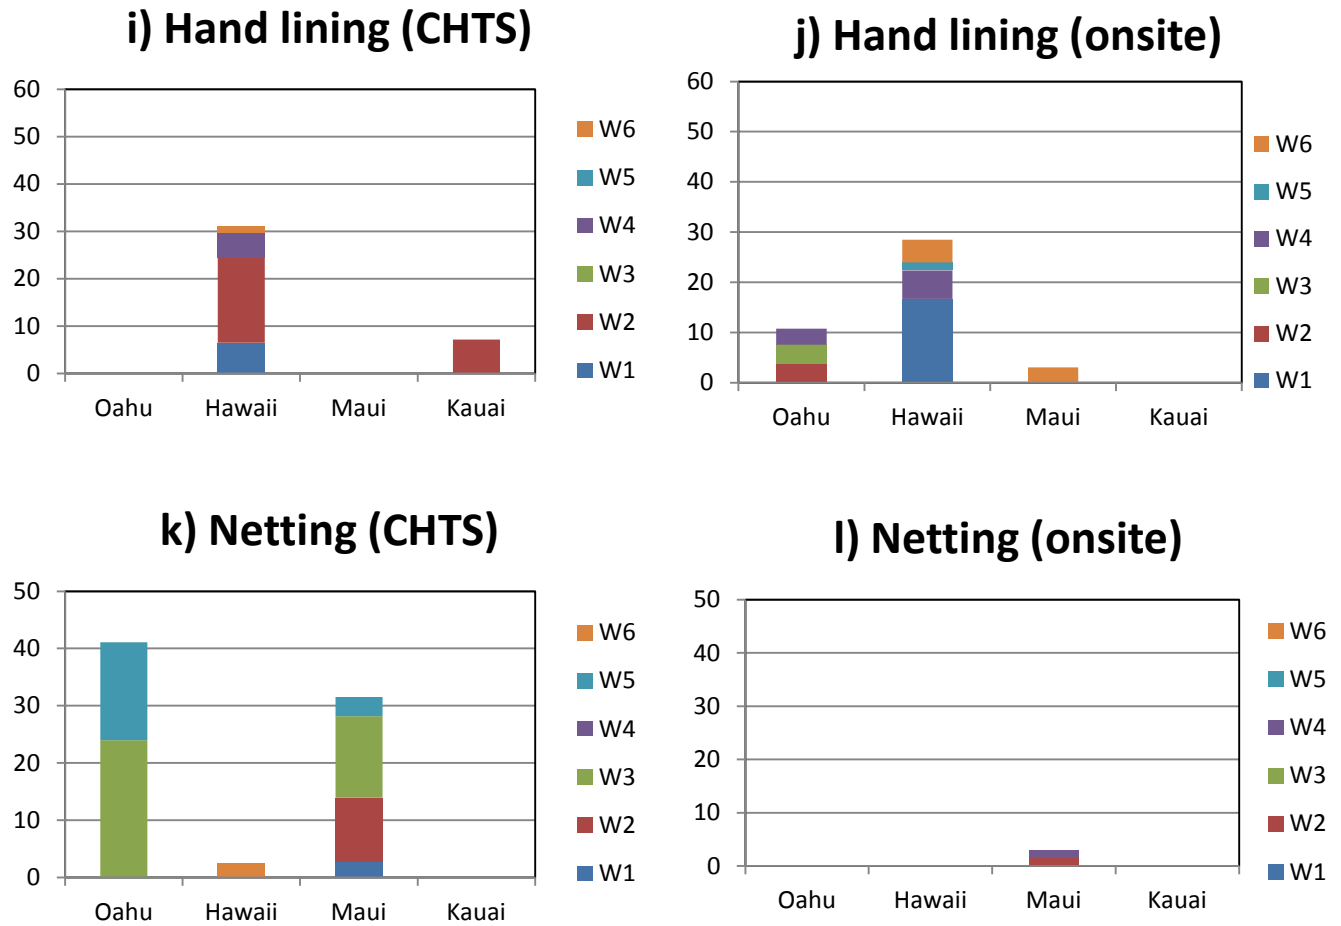 i) Hand lining (CHTS)
60
50
40
30
20
10
0
Oahu Hawaii Maui Kauai
W6
W5
W4
W3
W2
W1
j) Hand lining (onsite)
60
50
40
30
20
10
0
Oahu Hawaii Maui Kauai
W6
W5
W4
W3
W2
W1
k) Netting (CHTS)
50
40
30
20
10
0
Oahu Hawaii Maui Kauai
W6
W5
W4
W3
W2
W1
l) Netting (onsite)
50
40
30
20
10
0
Oahu Hawaii Maui Kauai
W6
W5
W4
W3
W2
W1